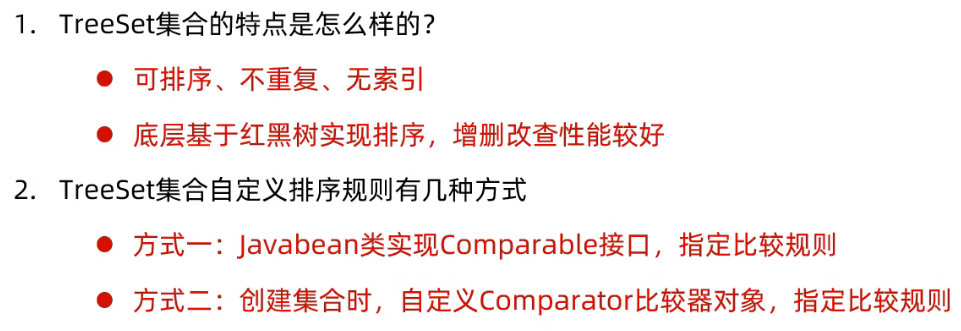 1. TreeSet集合的特点是怎么样的?
● 可排序、不重复、无索引
● 底层基于红黑树实现排序，增删改查性能较好
2. TreeSet集合自定义排序规则有几种方式
● 方式一：Javabean类实现Comparable接口，指定比较规则
● 方式二：创建集合时，自定义Comparator比较器对象，指定比较规则